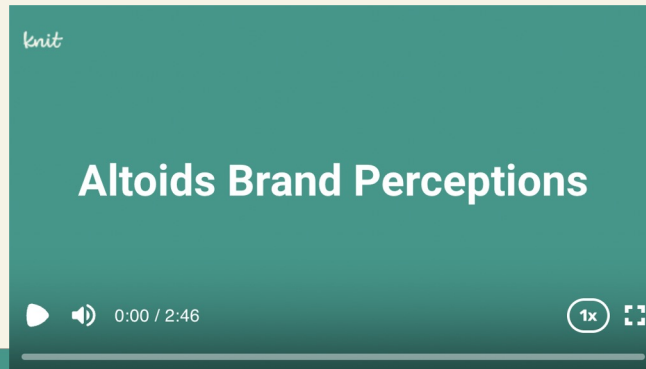 knit
Altoids Brand Perceptions
0:00 / 2:46
1x